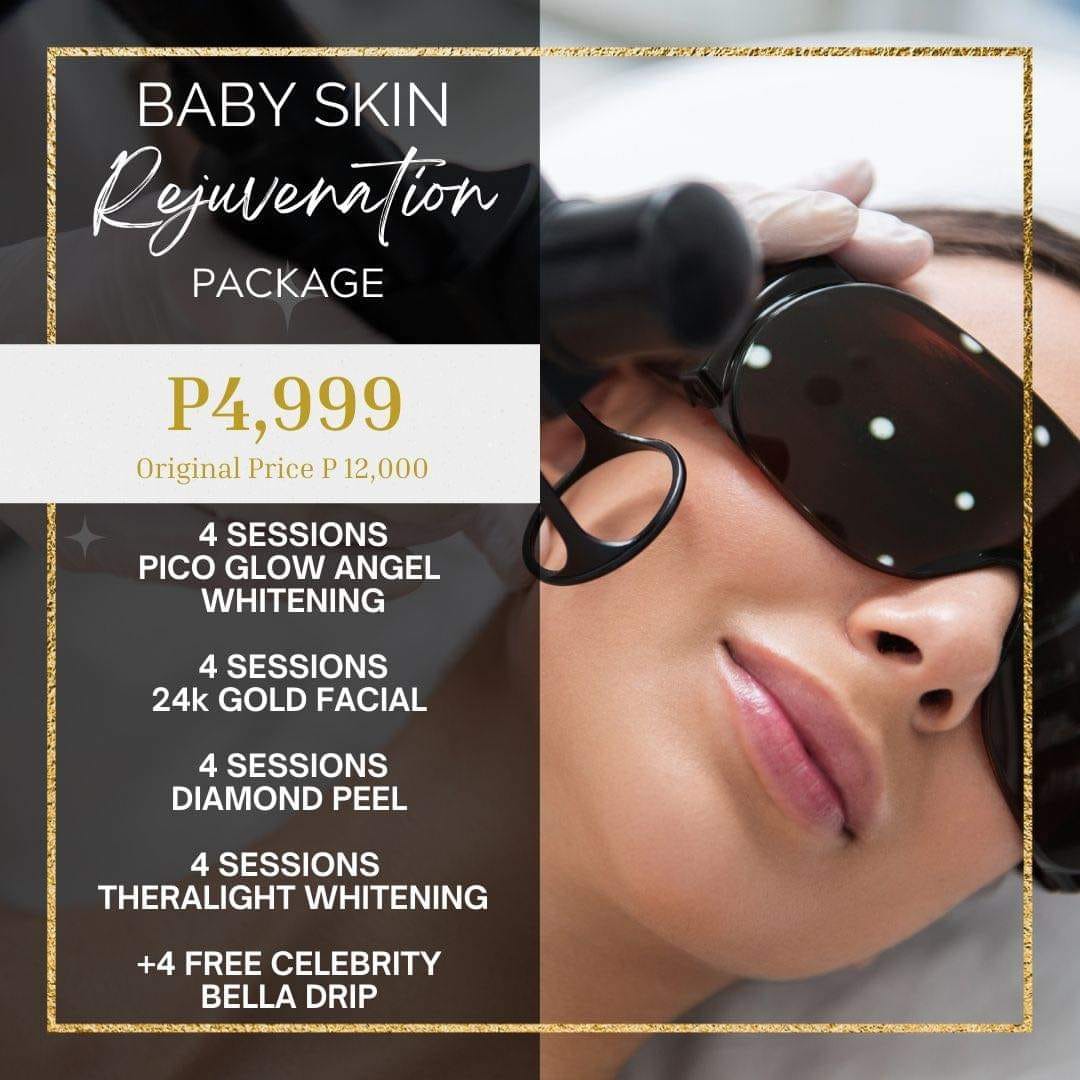 BABY SKIN
Rejuvenation
PACKAGE
P4,999
Original Price P 12,000
4 SESSIONS
PICO GLOW ANGEL
WHITENING
4 SESSIONS
24k GOLD FACIAL
4 SESSIONS
DIAMOND PEEL
4 SESSIONS
THERALIGHT WHITENING
+4 FREE CELEBRITY
BELLA DRIP